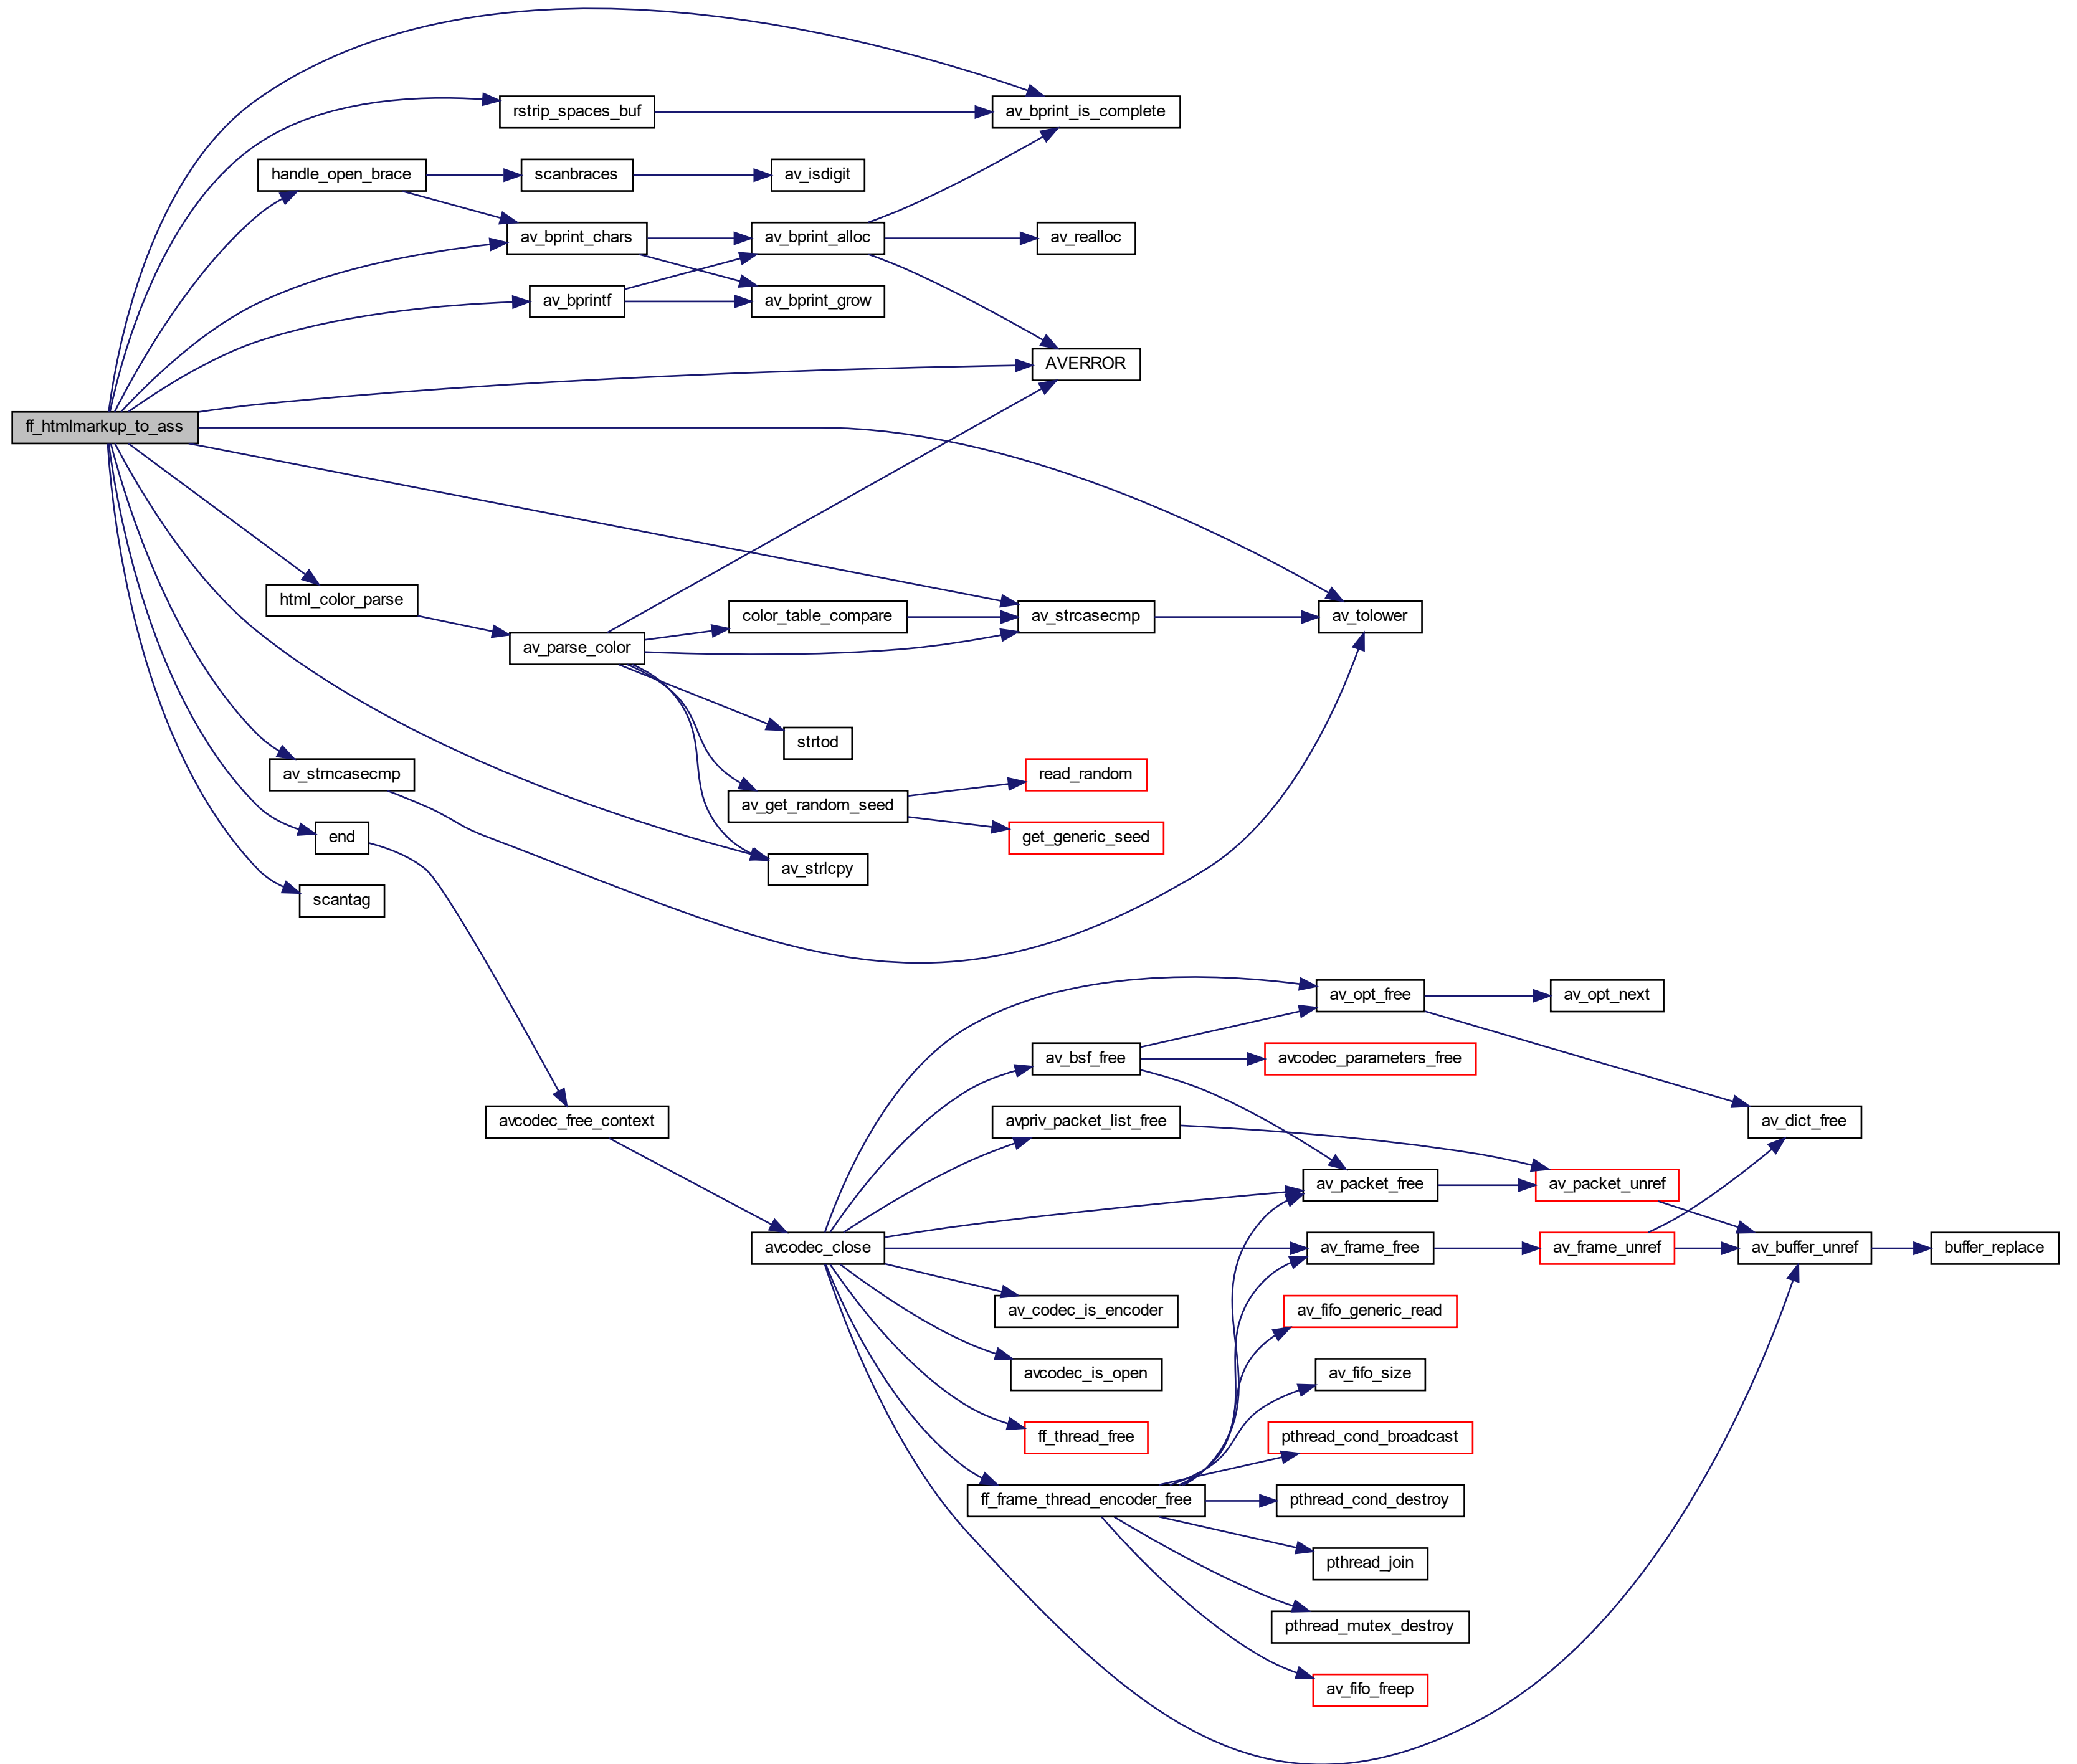 av_bprint_is_complete
rstrip_spaces_buf
handle_open_brace
scanbraces
av_isdigit
av_bprint_chars
av_bprint_alloc
av_realloc
av_bprintf
av_bprint_grow
AVERROR
ff_htmlmarkup_to_ass
html_color_parse
color_table_compare
av_strcasecmp
av_tolower
av_parse_color
strtod
av_strncasecmp
read_random
av_get_random_seed
end
get_generic_seed
av_strlcpy
scantag
av_opt_free
av_opt_next
av_bsf_free
avcodec_parameters_free
avcodec_free_context
avpriv_packet_list_free
av_dict_free
av_packet_free
av_packet_unref
avcodec_close
av_frame_free
av_frame_unref
av_buffer_unref
buffer_replace
av_codec_is_encoder
av_fifo_generic_read
avcodec_is_open
av_fifo_size
ff_thread_free
pthread_cond_broadcast
ff_frame_thread_encoder_free
pthread_cond_destroy
pthread_join
pthread_mutex_destroy
av_fifo_freep